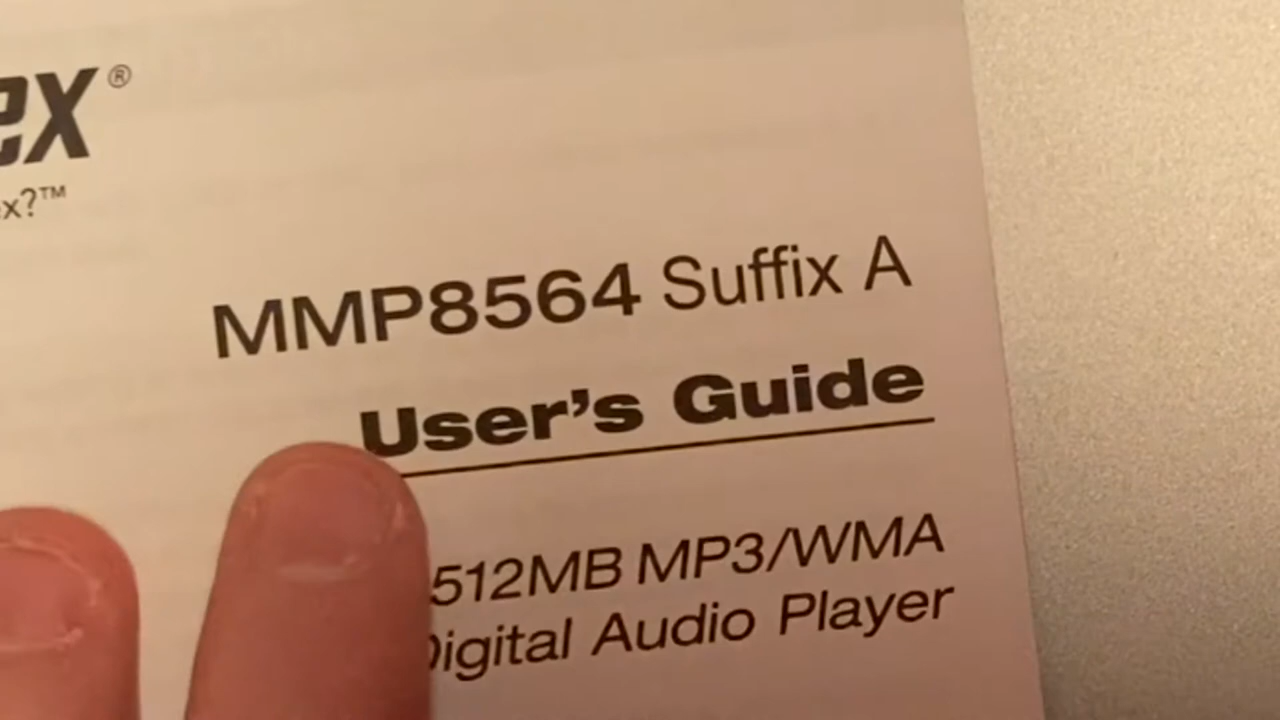 ex®
x?™
MMP8564 Suffix A
User's Guide
512MB MP3/WMA
Digital Audio Player